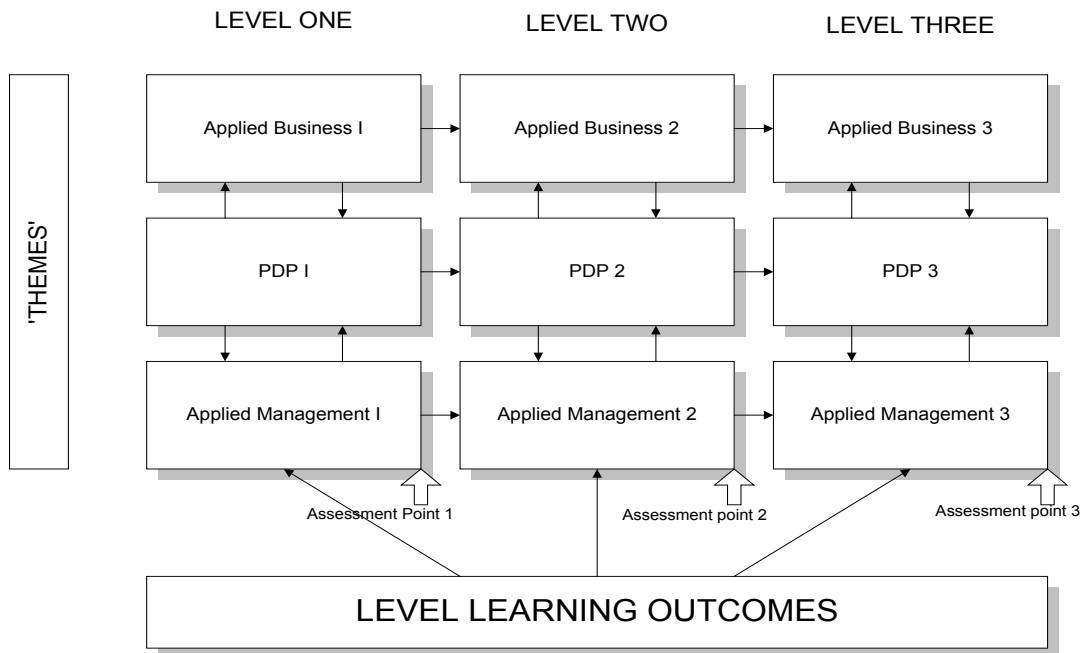 LEVEL ONE
LEVEL TWO
LEVEL THREE
'THEMES'
Applied Business I
Applied Business 2
Applied Business 3
PDP I
PDP 2
PDP 3
Applied Management I
Applied Management 2
Applied Management 3
Assessment Point 1
Assessment point 2
Assessment point 3
LEVEL LEARNING OUTCOMES